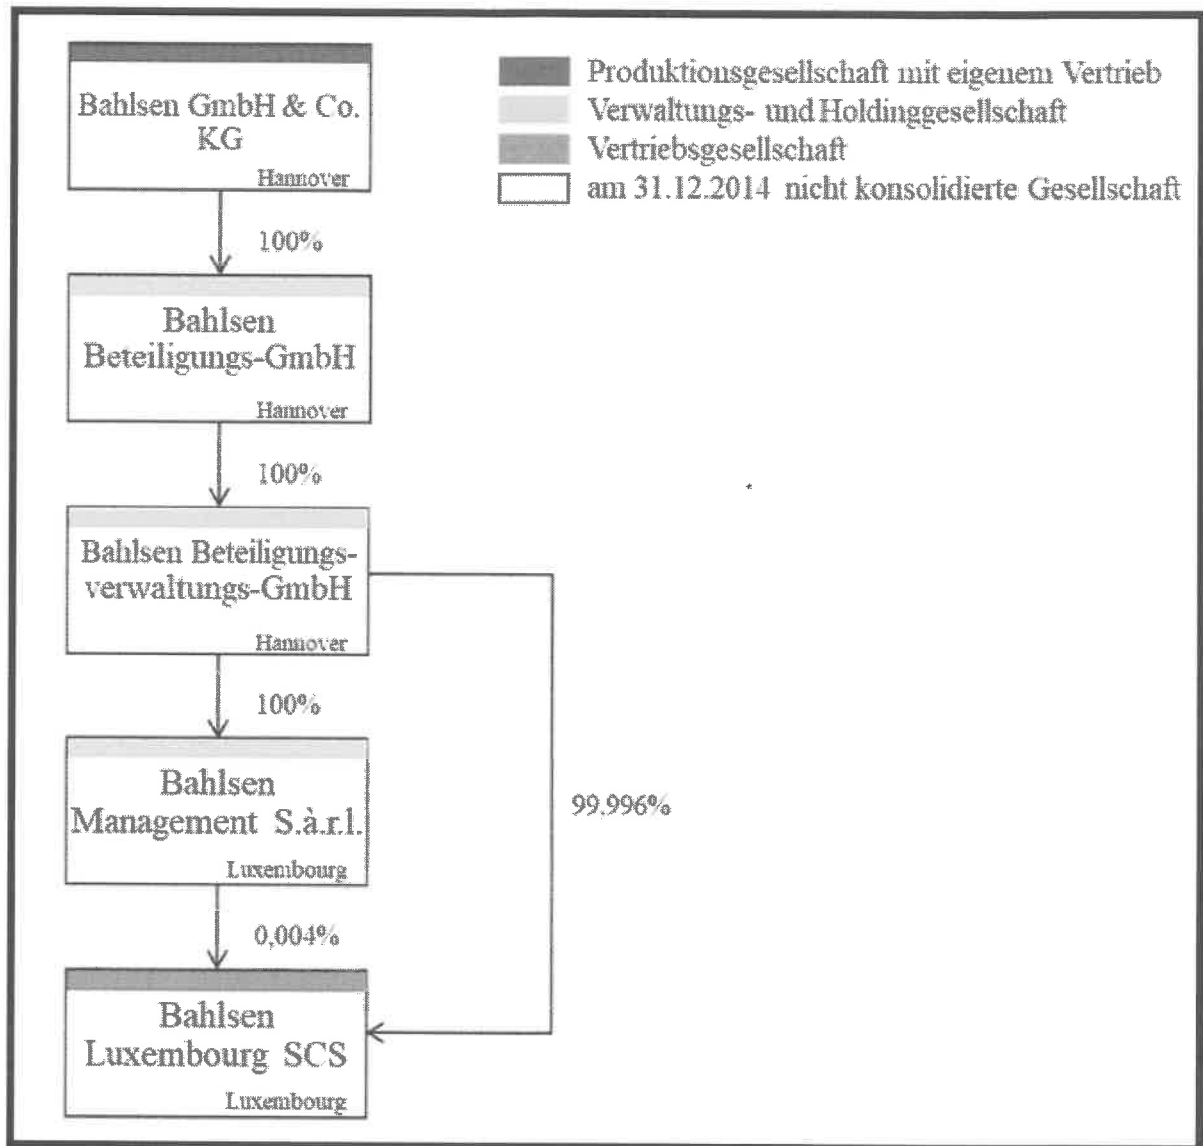 Bahlsen GmbH & Co.
KG
Hannover
Produktionsgesellschaft mit eigenem Vertrieb
Verwaltungs- und Holdinggesellschaft
Vertriebsgesellschaft
am 31.12.2014 nicht konsolidierte Gesellschaft
100%
Bahlsen
Beteiligungs-GmbH
Hannover
100%
Bahlsen Beteiligungs-
verwaltungs-GmbH
Hannover
100%
Bahlsen
Management S.à.r.l.
Luxembourg
99,996%
0,004%
Bahlsen
Luxembourg SCS
Luxembourg